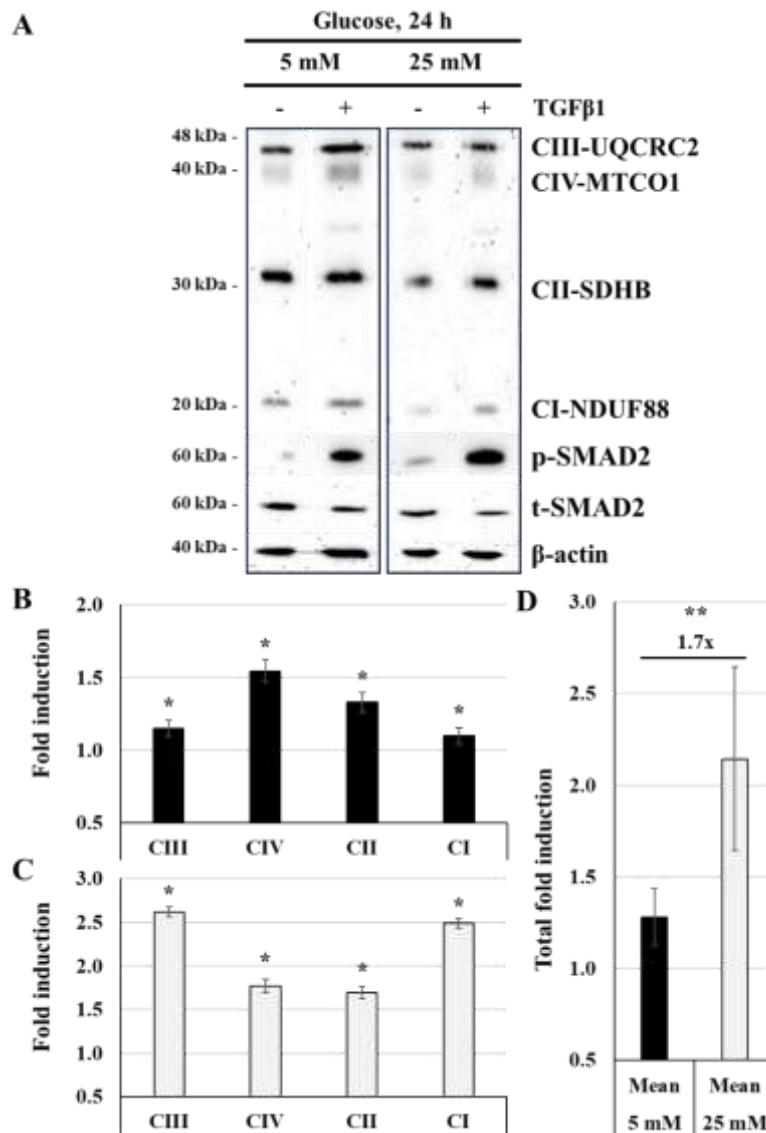 A
Glucose, 24 h
5 mM 25 mM
- + - + TGFβ1
48 kDa - CIII-UQCRC2
40 kDa - CIV-MTCO1
30 kDa - CII-SDHB
20 kDa - CI-NDUF88
60 kDa - p-SMAD2
60 kDa - t-SMAD2
40 kDa - β-actin
B
Fold induction
2.0
1.5
1.0
0.5
* * * *
CIII CIV CII CI
C
Fold induction
3.0
2.5
2.0
1.5
1.0
0.5
* * * *
CIII CIV CII CI
D
Total fold induction
3.0
2.5
2.0
1.5
1.0
0.5
**
1.7x
Mean Mean
5 mM 25 mM